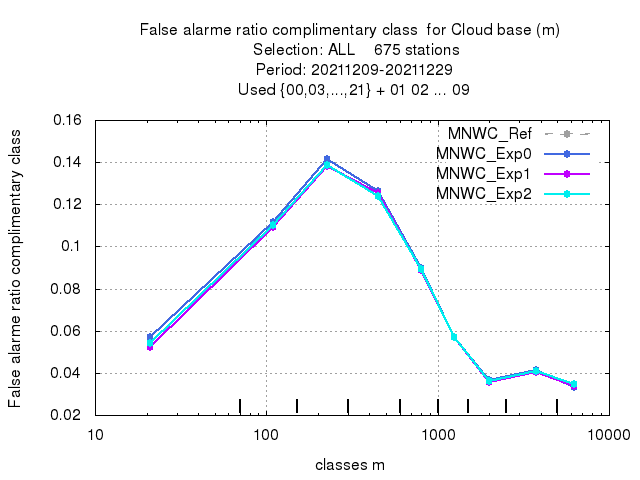 False alarme ratio complimentary class  for Cloud base (m)
Selection: ALL    675 stations
Period: 20211209-20211229
Used {00,03,...,21} + 01 02 ... 09
False alarme ratio complimentary class
0.16
0.14
0.12
0.1
0.08
0.06
0.04
0.02
MNWC_Ref
MNWC_Exp0
MNWC_Exp1
MNWC_Exp2
10 100 1000 10000
classes m